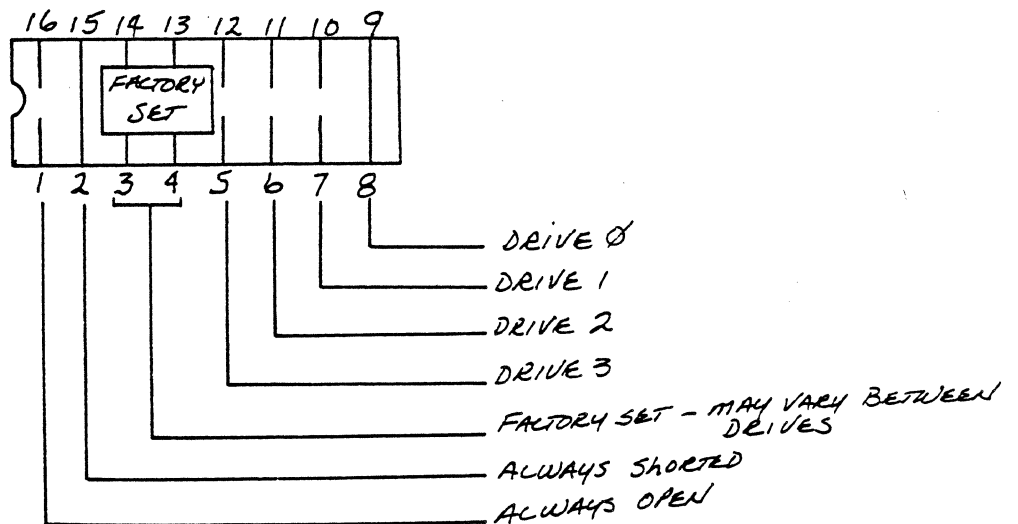 16 15 14 13 12 11 10 9
FACTORY
SET
1 2 3 4 5 6 7 8
DRIVE Ø
DRIVE 1
DRIVE 2
DRIVE 3
FACTORY SET - MAY VARY BETWEEN
DRIVES
ALWAYS SHORTED
ALWAYS OPEN